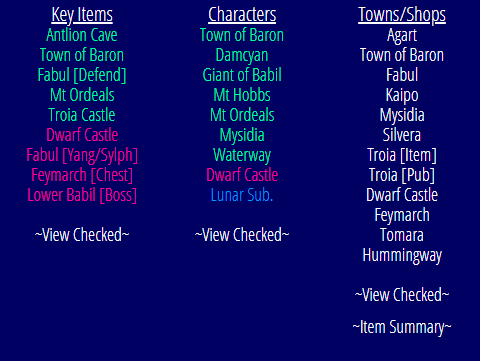 Key Items
Antlion Cave
Town of Baron
Fabul [Defend]
Mt Ordeals
Troia Castle
Dwarf Castle
Fabul [Yang/Sylph]
Feymarch [Chest]
Lower Babil [Boss]
~View Checked~
Characters
Town of Baron
Damcyan
Giant of Babil
Mt Hobbs
Mt Ordeals
Mysidia
Waterway
Dwarf Castle
Lunar Sub.
~View Checked~
Towns/Shops
Agart
Town of Baron
Fabul
Kaipo
Mysidia
Silvera
Troia [Item]
Troia [Pub]
Dwarf Castle
Feymarch
Tomara
Hummingway
~View Checked~
~Item Summary~